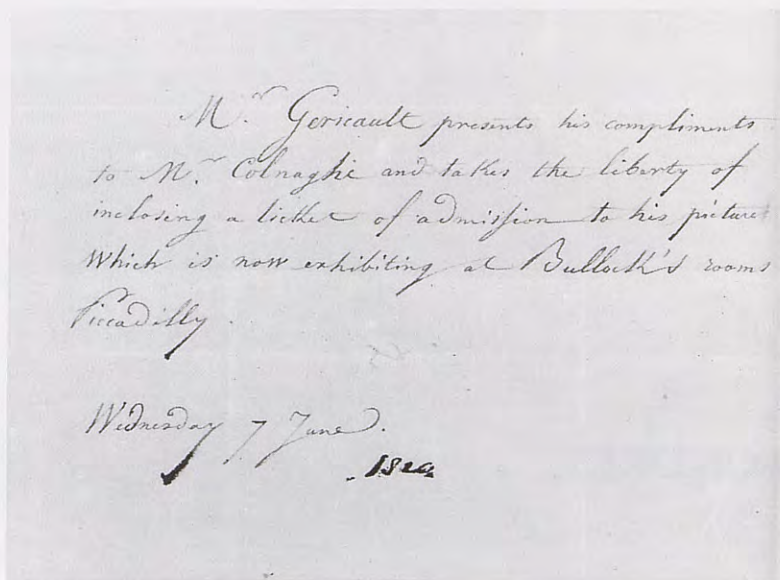 Mr. Gericault presents his compliments
to Mr. Colnaghi and takes the liberty of
inclosing a ticket of admission to his picture
which is now exhibiting at Bullock's rooms
Piccadilly.
Wednesday 7 June.
1820